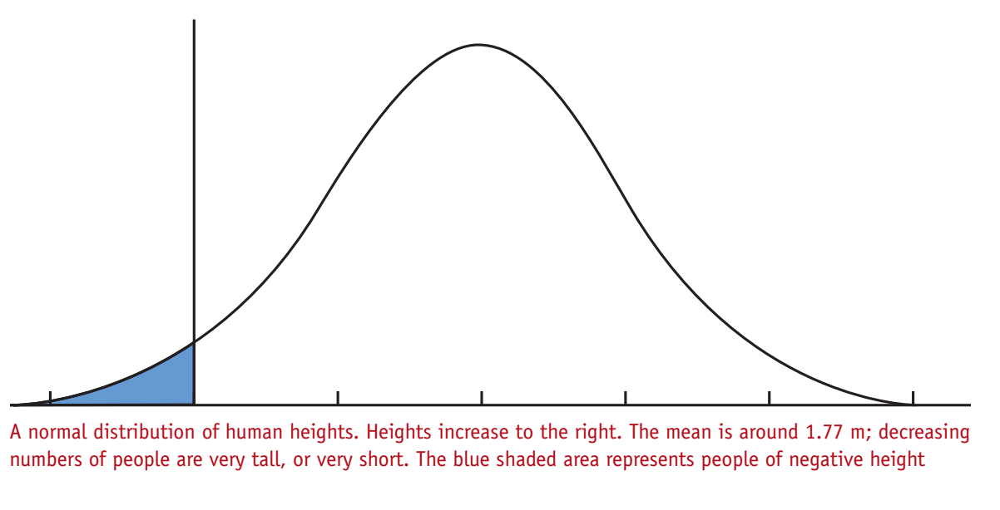 A normal distribution of human heights. Heights increase to the right. The mean is around 1.77 m; decreasing
numbers of people are very tall, or very short. The blue shaded area represents people of negative height